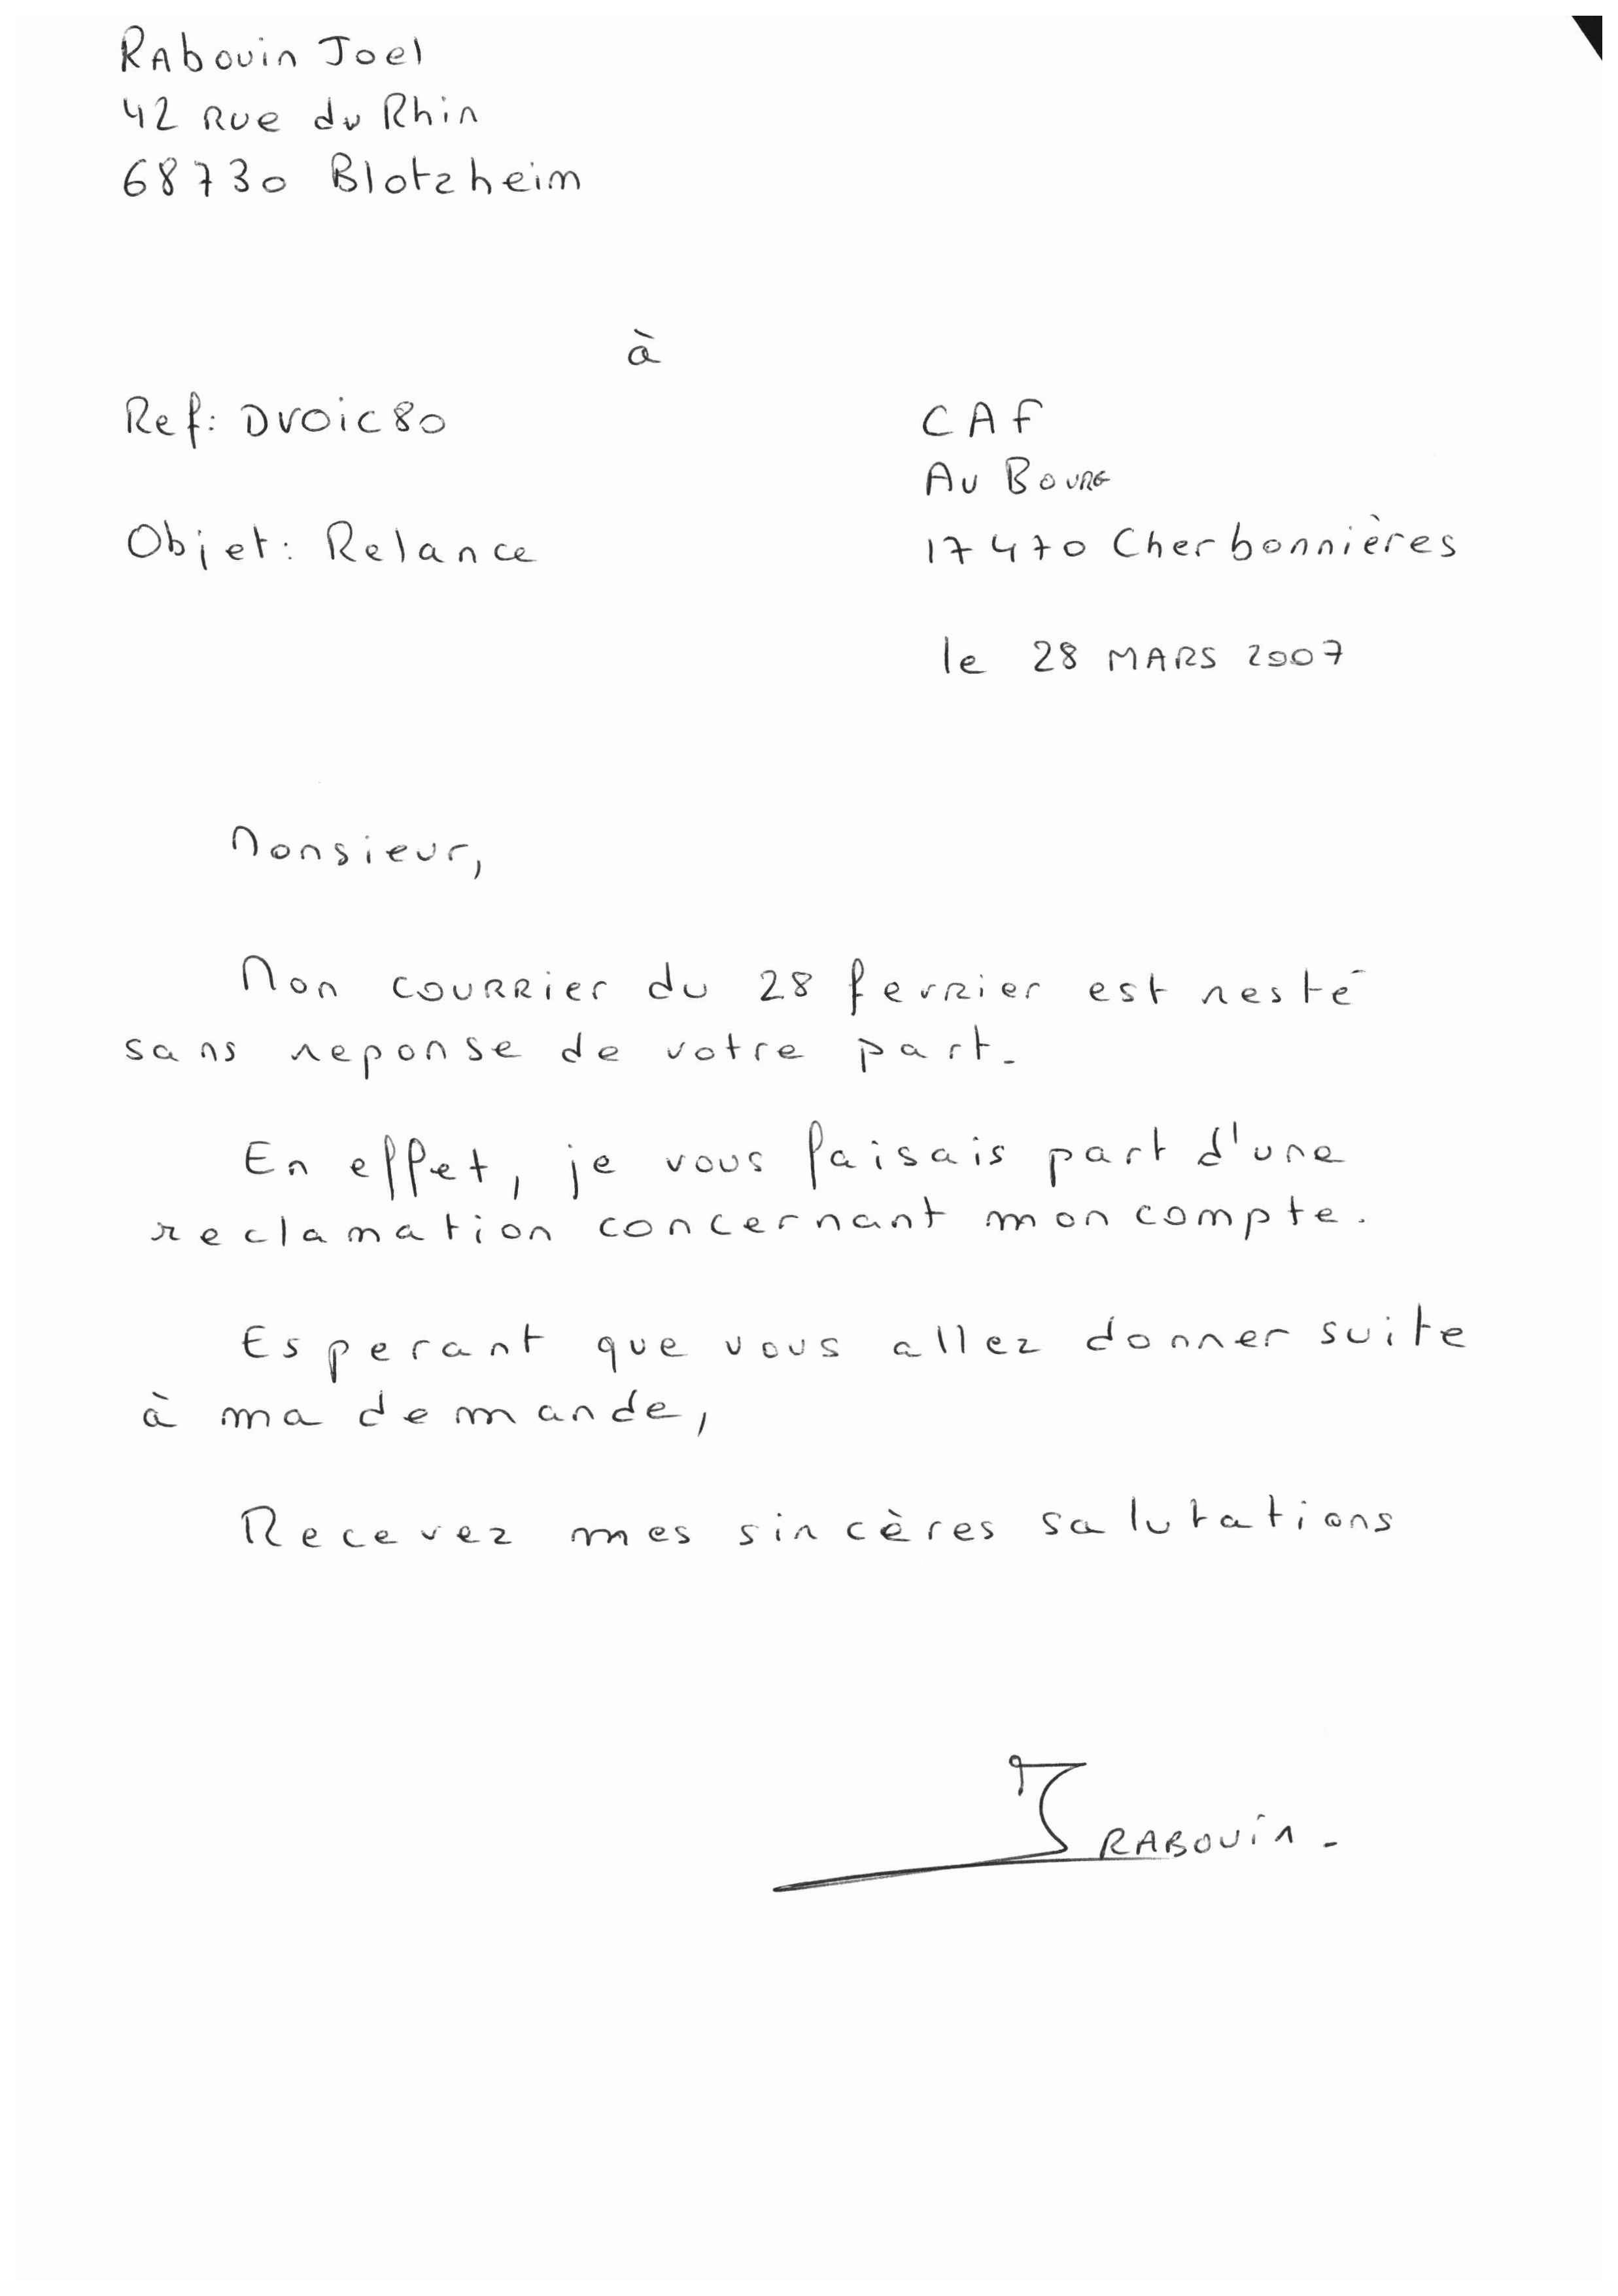 Rabouin Joel
42 Rue du Rhin
68730 Blotzheim
à
Ref: DVOIC80
CAF
Au Bourg
Objet: Relance
17470 Cherbonnières
le 28 MARS 2007
Monsieur,
Mon courrier du 28 fevrier est resté
sans reponse de votre part.
En effet, je vous faisais part d'une
reclamation concernant mon compte.
Esperant que vous allez donner suite
à ma demande,
Recevez mes sincères salutations
J RABOUIN.